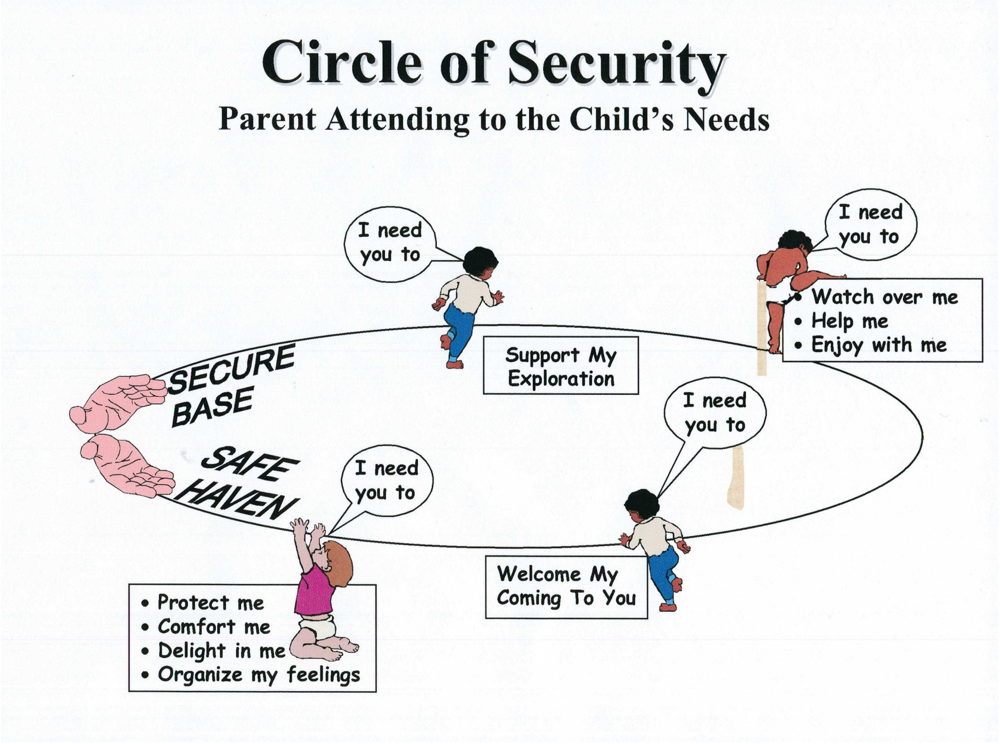 Circle of Security
Parent Attending to the Child's Needs
I need
you to
Support My
Exploration
I need
you to
• Watch over me
• Help me
• Enjoy with me
SECURE
BASE
SAFE
HAVEN
I need
you to
Welcome My
Coming To You
I need
you to
• Protect me
• Comfort me
• Delight in me
• Organize my feelings